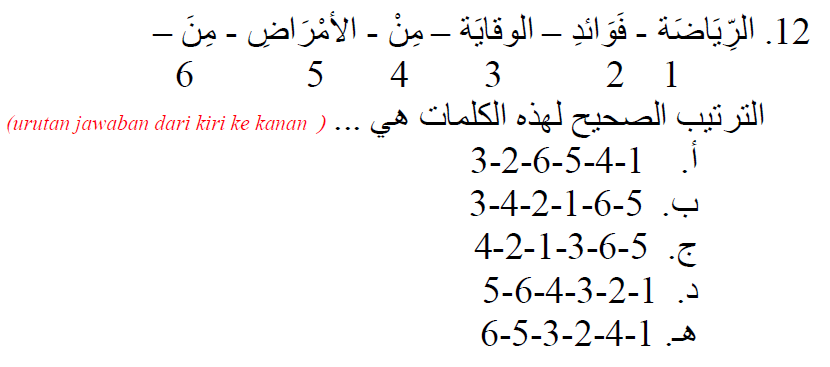 12. الرِّيَاضَة - فَوَائدِ – الوقايَة – مِنْ - الأمْرَاضِ - مِنَ –
1 2 3 4 5 6
الترتيب الصحيح لهذه الكلمات هي ... (urutan jawaban dari kiri ke kanan )
أ. 3-2-6-5-4-1
ب. 3-4-2-1-6-5
ج. 4-2-1-3-6-5
د. 5-6-4-3-2-1
هـ. 6-5-3-2-4-1